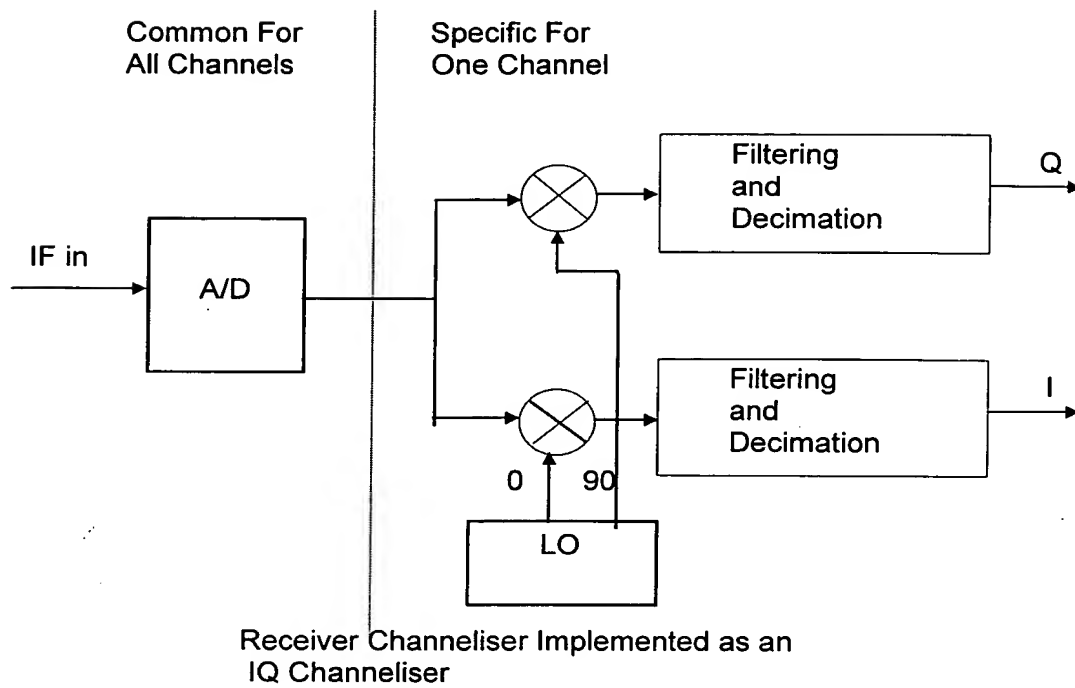 Common For
All Channels
Specific For
One Channel
Filtering
and
Decimation
Q
IF in
A/D
Filtering
and
Decimation
I
0
90
LO
Receiver Channeliser Implemented as an
IQ Channeliser